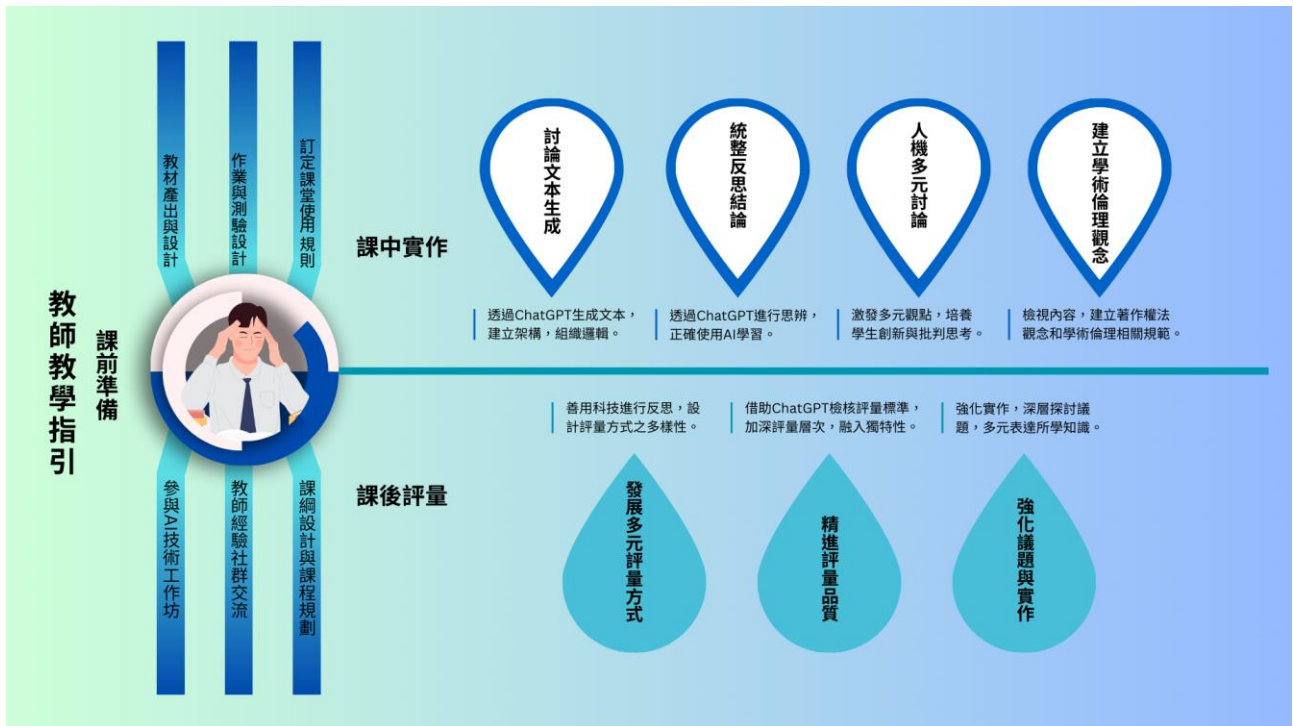 教師教學指引
課前準備
教材產出與設計
作業與測驗設計
訂定課堂使用 規則
參與AI技術工作坊
教師經驗社群交流
課綱設計與課程規劃
課中實作
討論文本生成
透過ChatGPT生成文本，
建立架構，組織邏輯。
統整反思結論
透過ChatGPT進行思辨，
正確使用AI學習。
人機多元討論
激發多元觀點，培養
學生創新與批判思考。
建立學術倫理觀念
檢視內容，建立著作權法
觀念和學術倫理相關規範。
課後評量
善用科技進行反思，設
計評量方式之多樣性。
發展多元評量方式
借助ChatGPT檢核評量標準，
加深評量層次，融入獨特性。
精進評量品質
強化實作，深層探討議
題，多元表達所學知識。
強化議題與實作